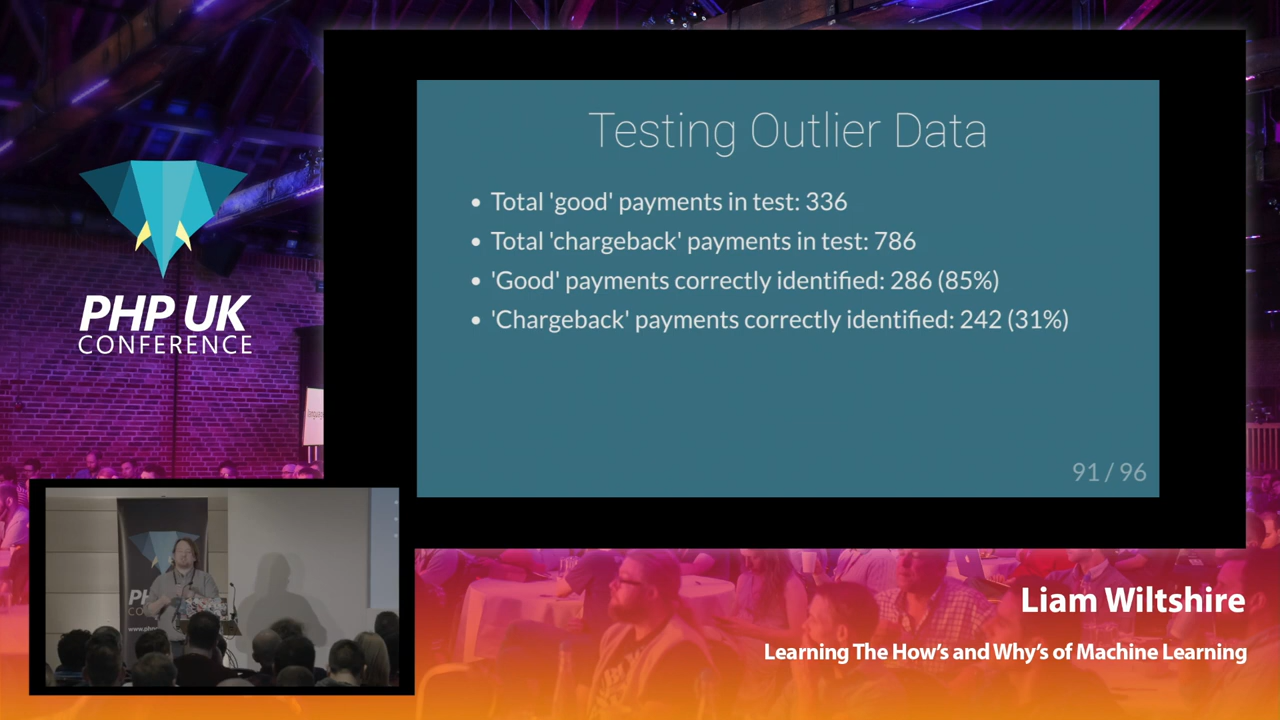 Testing Outlier Data
• Total 'good' payments in test: 336
• Total 'chargeback' payments in test: 786
• 'Good' payments correctly identified: 286 (85%)
• 'Chargeback' payments correctly identified: 242 (31%)
91 / 96
PHP UK
CONFERENCE
Liam Wiltshire
Learning The How's and Why's of Machine Learning